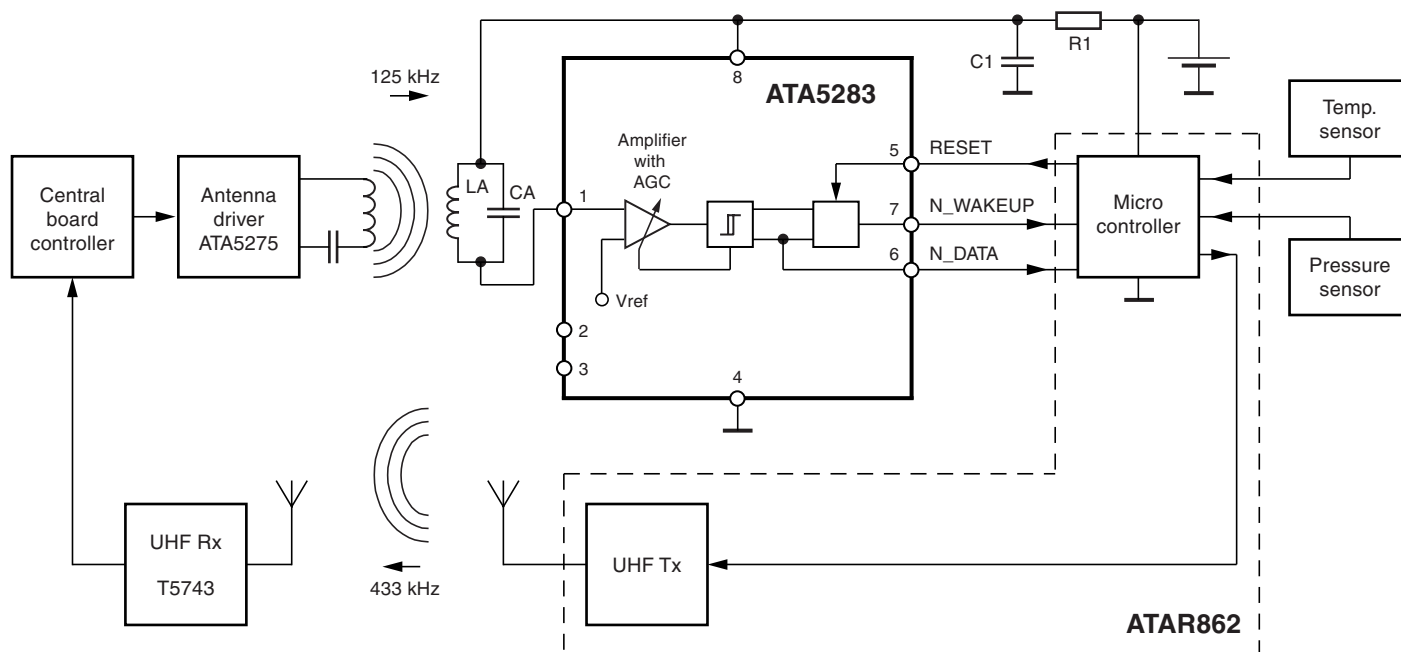 125 kHz
Central
board
controller
Antenna
driver
ATA5275
LA
CA
1
2
3
8
ATA5283
Amplifier
with
AGC
Vref
4
5
RESET
7
N_WAKEUP
6
N_DATA
C1
R1
Micro
controller
Temp.
sensor
Pressure
sensor
UHF Rx
T5743
433 kHz
UHF Tx
ATAR862